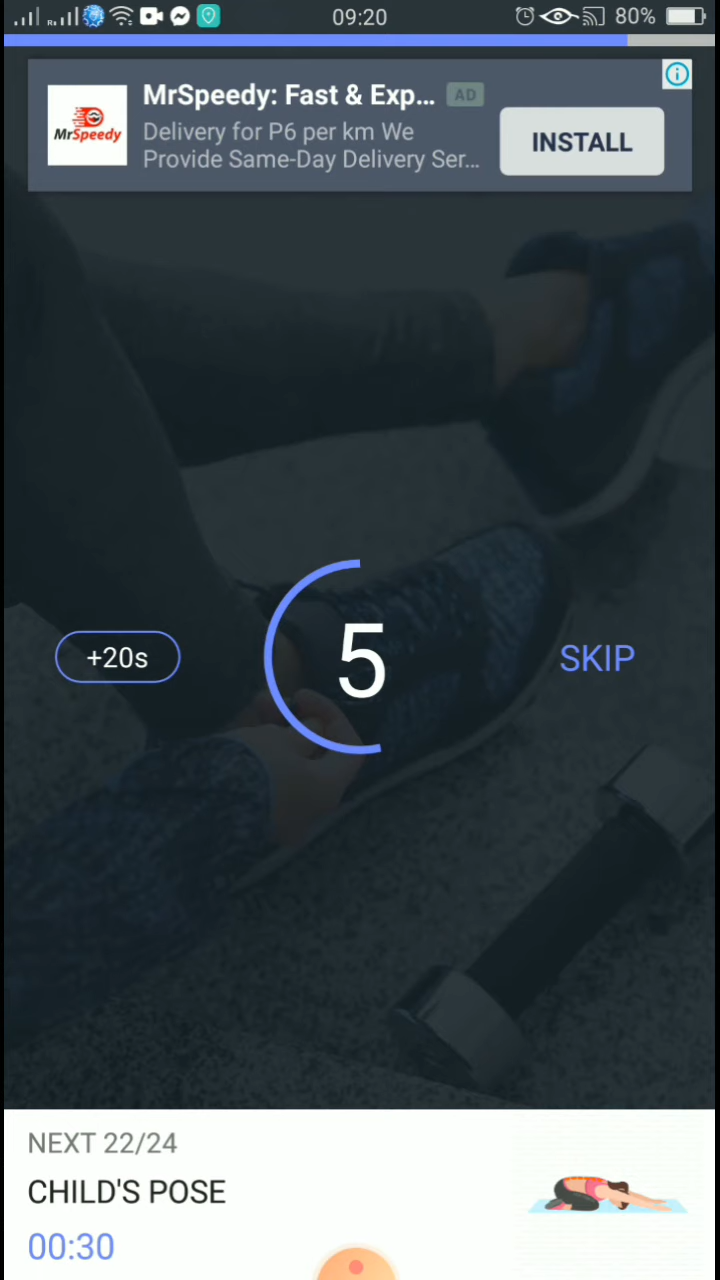 09:20
80%
MrSpeedy: Fast & Exp... AD
MrSpeedy
Delivery for P6 per km We
Provide Same-Day Delivery Ser...
INSTALL
+20s
5
SKIP
NEXT 22/24
CHILD'S POSE
00:30